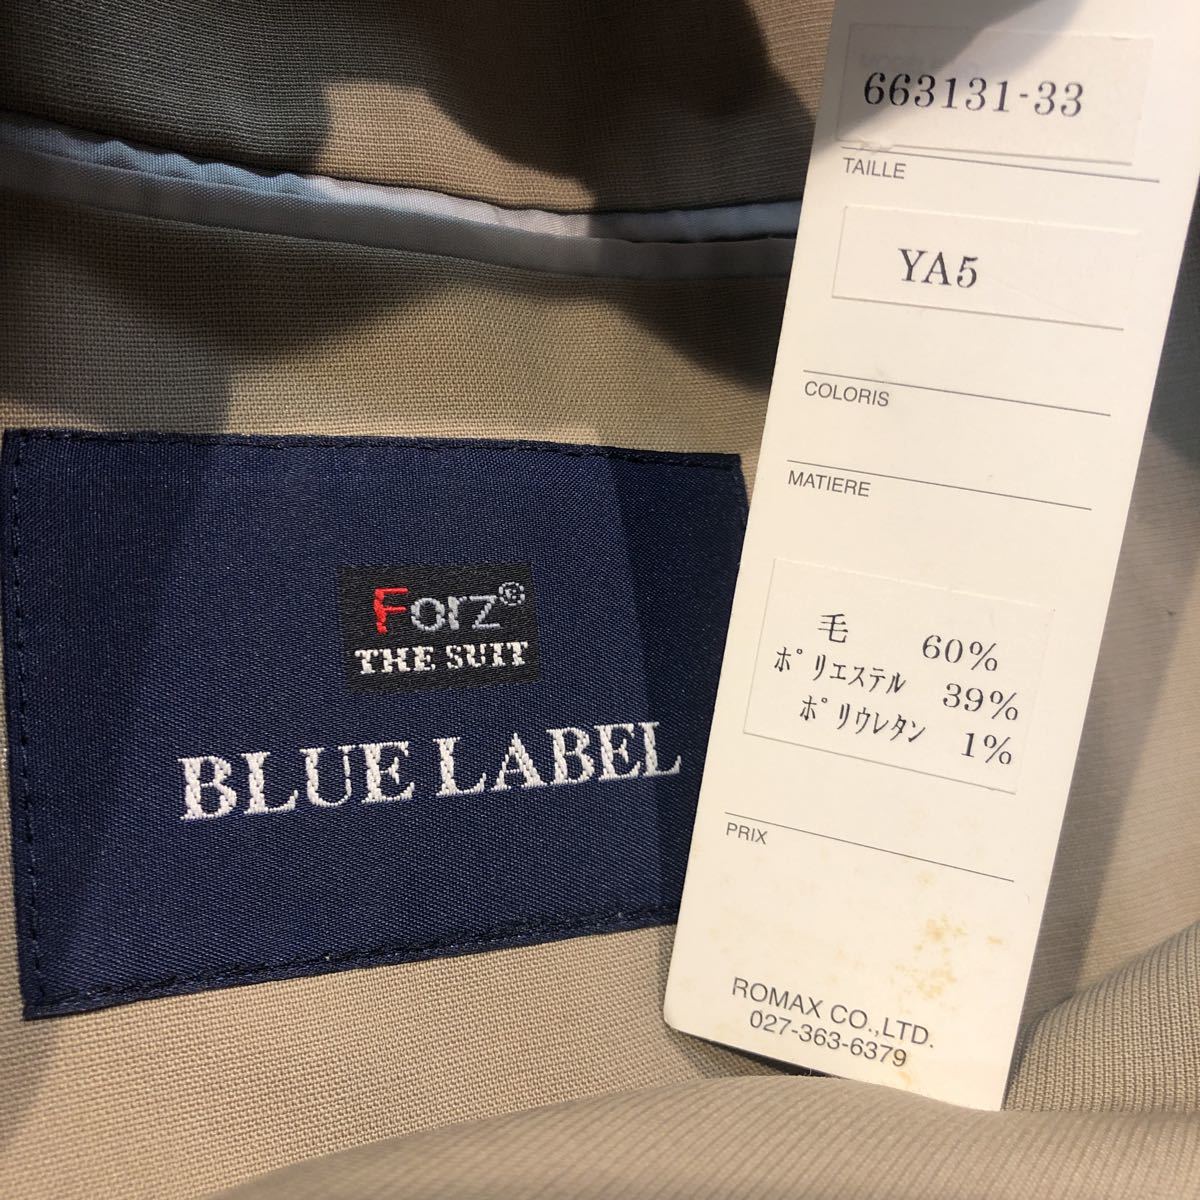 663131-33
TAILLE
YA5
COLORIS
MATIERE
毛 60%
ポリエステル 39%
ポリウレタン 1%
PRIX
ROMAX CO.,LTD.
027-363-6379
Forz®
THE SUIT
BLUE LABEL